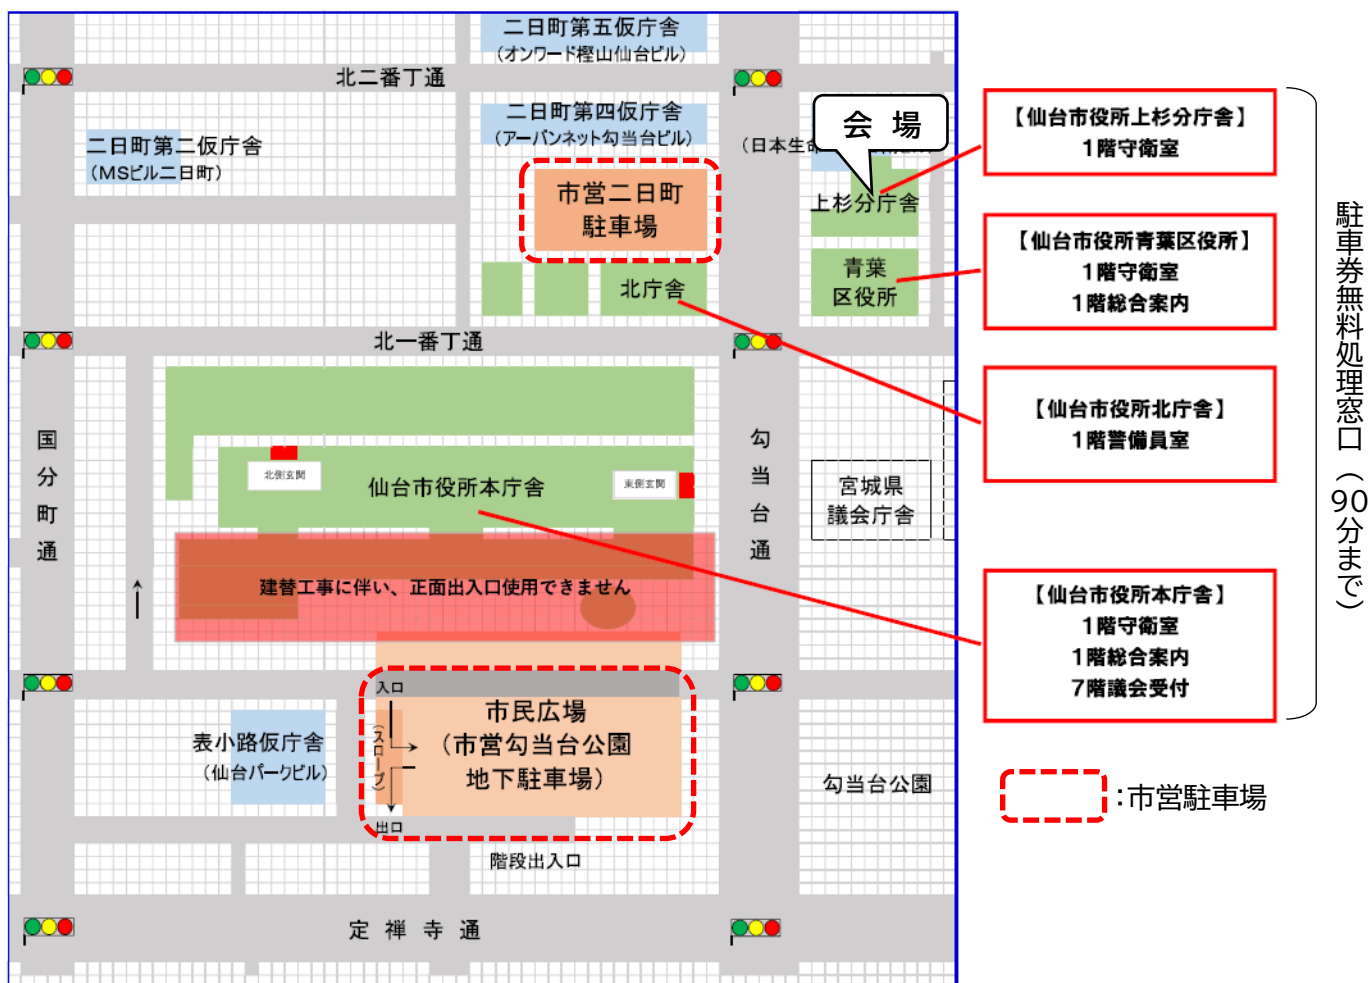 二日町第五仮庁舎
（オンワード樫山仙台ビル）
北二番丁通
二日町第四仮庁舎
（アーバンネット勾当台ビル）
二日町第二仮庁舎
（MSビル二日町）
会 場
（日本生命
市営二日町
駐車場
上杉分庁舎
青葉
区役所
北庁舎
北一番丁通
国分町通
勾当台通
北側玄関
仙台市役所本庁舎
東側玄関
宮城県
議会庁舎
建替工事に伴い、正面出入口使用できません
入口
（スロープ）
出口
市民広場
（市営勾当台公園
地下駐車場）
表小路仮庁舎
（仙台パークビル）
勾当台公園
階段出入口
定 禅 寺 通
【仙台市役所上杉分庁舎】
1階守衛室
【仙台市役所青葉区役所】
1階守衛室
1階総合案内
【仙台市役所北庁舎】
1階警備員室
【仙台市役所本庁舎】
1階守衛室
1階総合案内
7階議会受付
駐車券無料処理窓口（90分まで）
：市営駐車場